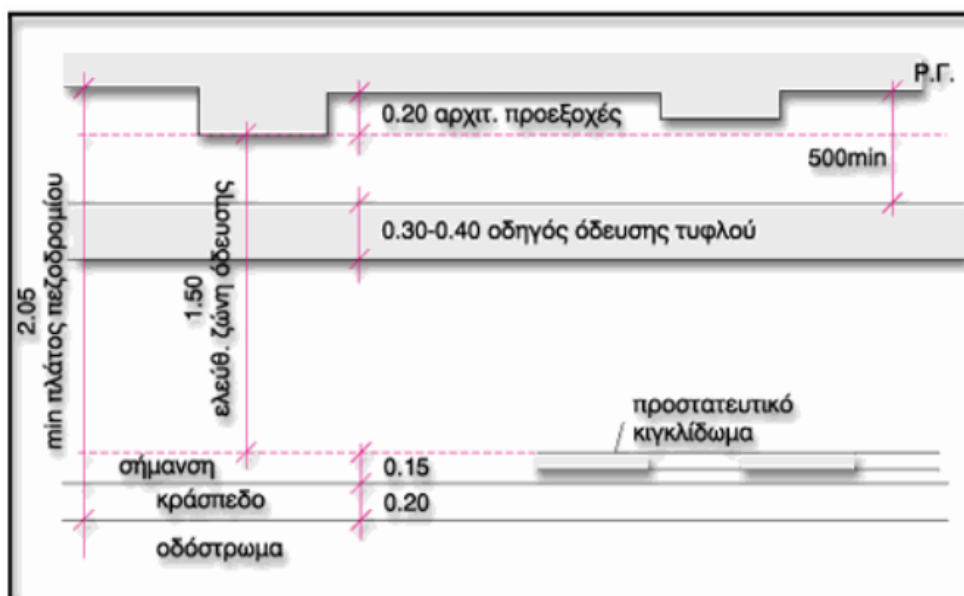 Ρ.Γ.
0.20 αρχιτ. προεξοχές
500min
0.30-0.40 οδηγός όδευσης τυφλού
2.05
min πλάτος πεζοδρομίου
1.50
ελεύθ. ζώνη όδευσης
προστατευτικό
κιγκλίδωμα
σήμανση
0.15
κράσπεδο
0.20
οδόστρωμα